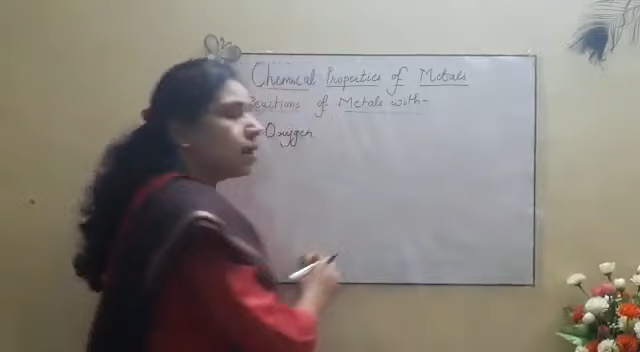 Chemical Properties of Metals
Reactions of Metals with-
Oxygen